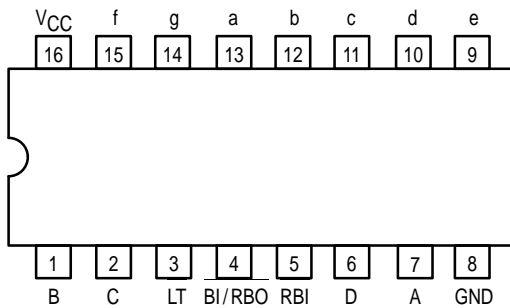 VCC f g a b c d e
16 15 14 13 12 11 10 9
1 2 3 4 5 6 7 8
B C LT BI/RBO RBI D A GND